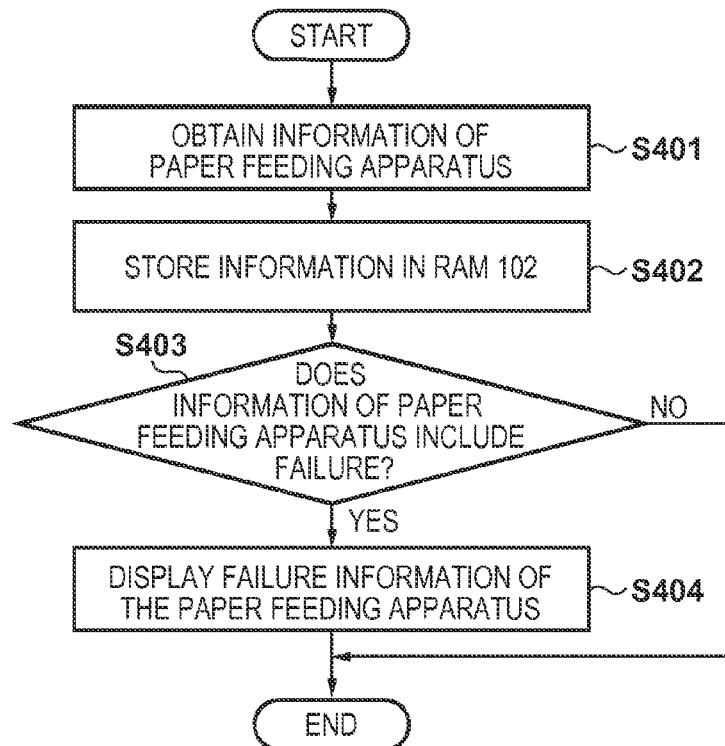 START
OBTAIN INFORMATION OF
PAPER FEEDING APPARATUS
S401
STORE INFORMATION IN RAM 102
S402
S403
DOES
INFORMATION OF PAPER
FEEDING APPARATUS INCLUDE
FAILURE?
NO
YES
DISPLAY FAILURE INFORMATION OF
THE PAPER FEEDING APPARATUS
S404
END